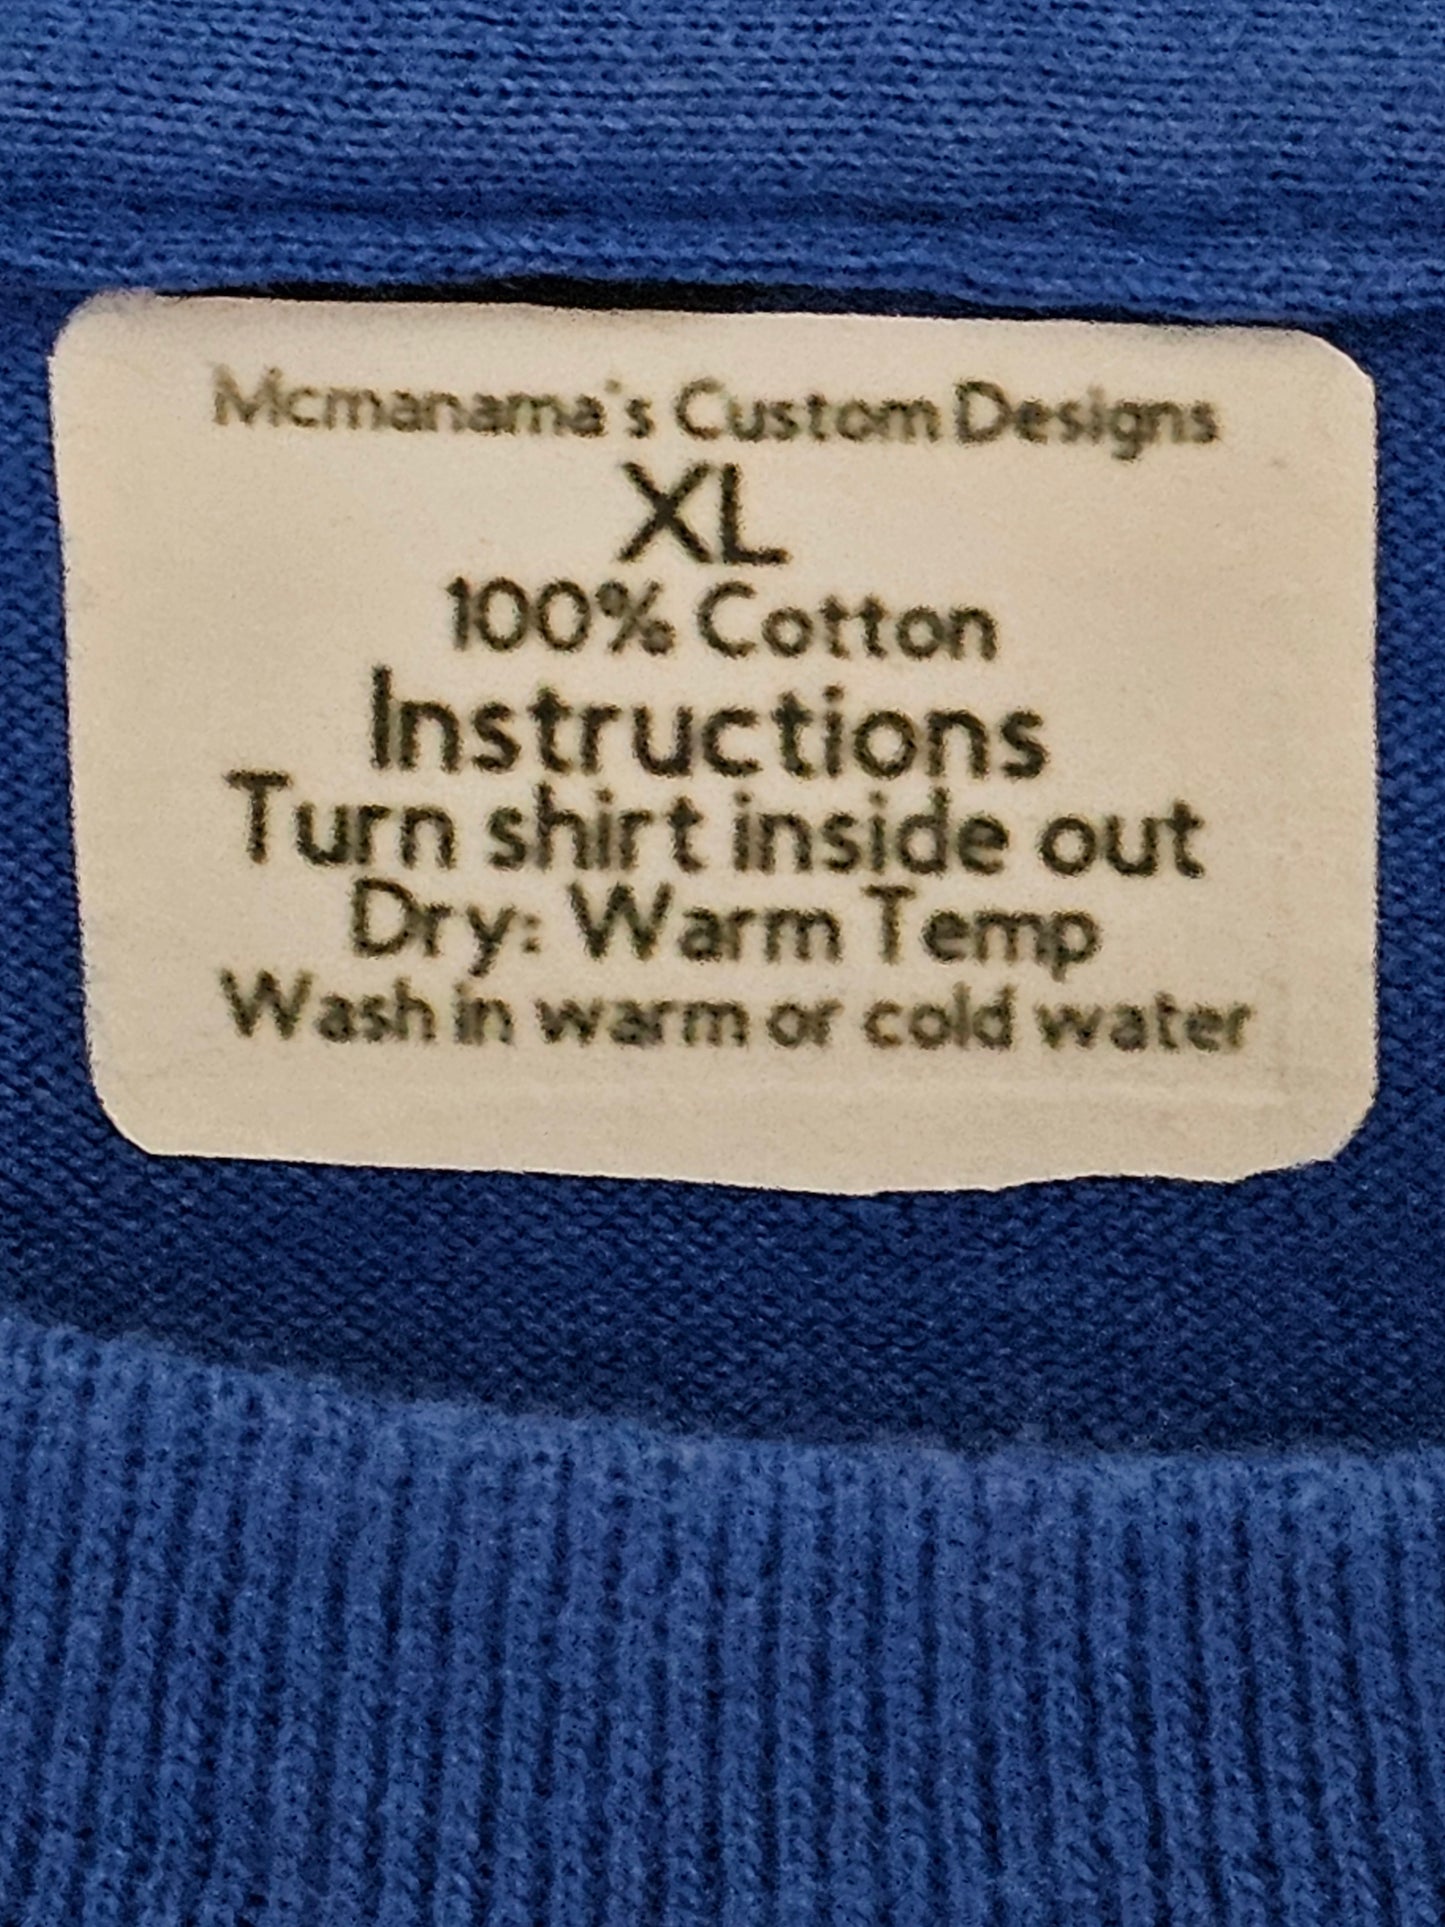 Mcmanama's Custom Designs
XL
100% Cotton
Instructions
Turn shirt inside out
Dry: Warm Temp
Wash in warm or cold water